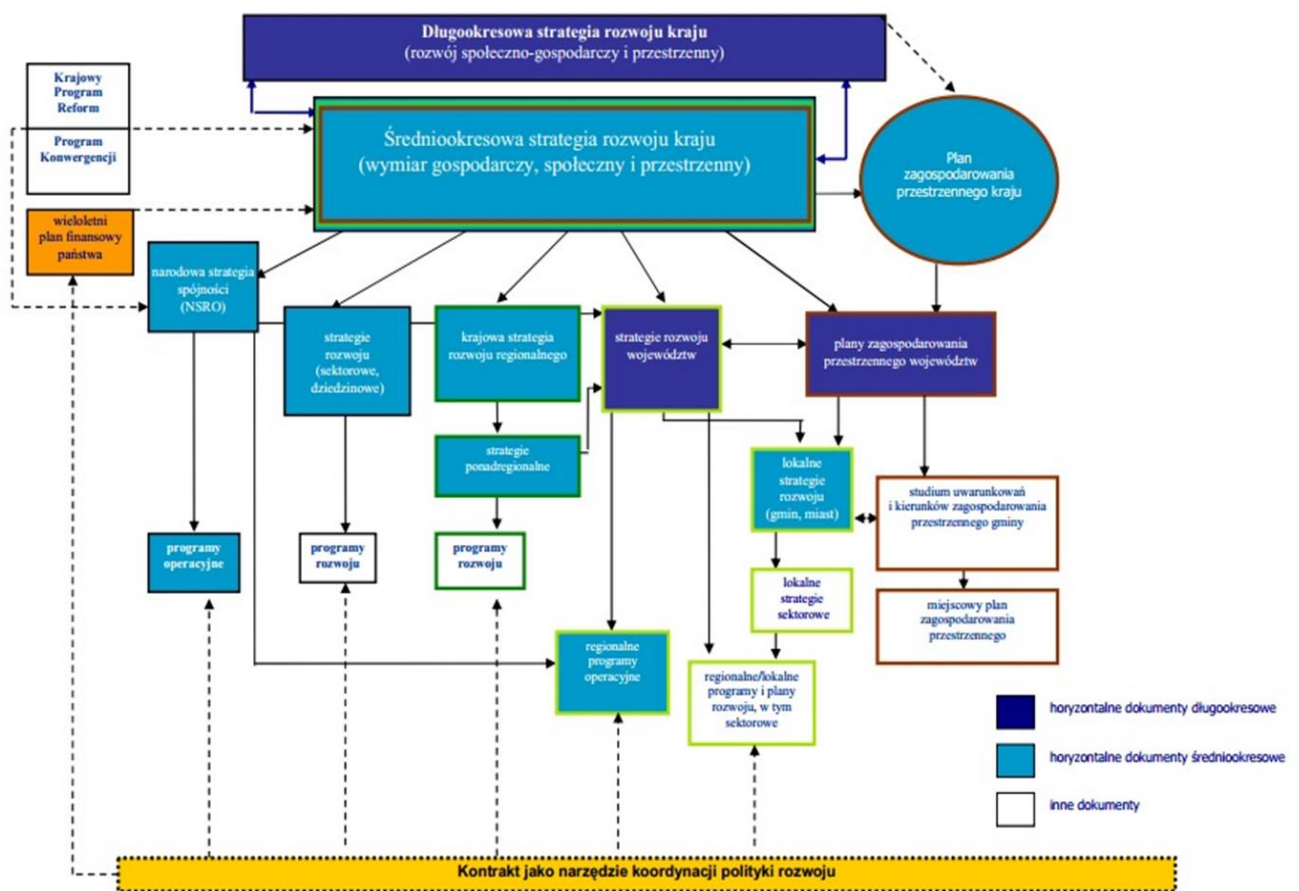 Długookresowa strategia rozwoju kraju
(rozwój społeczno-gospodarczy i przestrzenny)
Krajowy
Program
Reform
Program
Konwergencji
Średniookresowa strategia rozwoju kraju
(wymiar gospodarczy, społeczny i przestrzenny)
Plan
zagospodarowania
przestrzennego kraju
wieloletni
plan finansowy
państwa
narodowa strategia
spójności
(NSRO)
strategie
rozwoju
(sektorowe,
dziedzinowe)
krajowa strategia
rozwoju regionalnego
strategie rozwoju
województw
plany zagospodarowania
przestrzennego województw
strategie
ponadregionalne
lokalne
strategie
rozwoju
(gmin, miast)
studium uwarunkowań
i kierunków zagospodarowania
przestrzennego gminy
programy
operacyjne
programy
rozwoju
programy
rozwoju
lokalne
strategie
sektorowe
miejscowy plan
zagospodarowania
przestrzennego
regionalne
programy
operacyjne
regionalne/lokalne
programy i plany
rozwoju, w tym
sektorowe
horyzontalne dokumenty długookresowe
horyzontalne dokumenty średniookresowe
inne dokumenty
Kontrakt jako narzędzie koordynacji polityki rozwoju